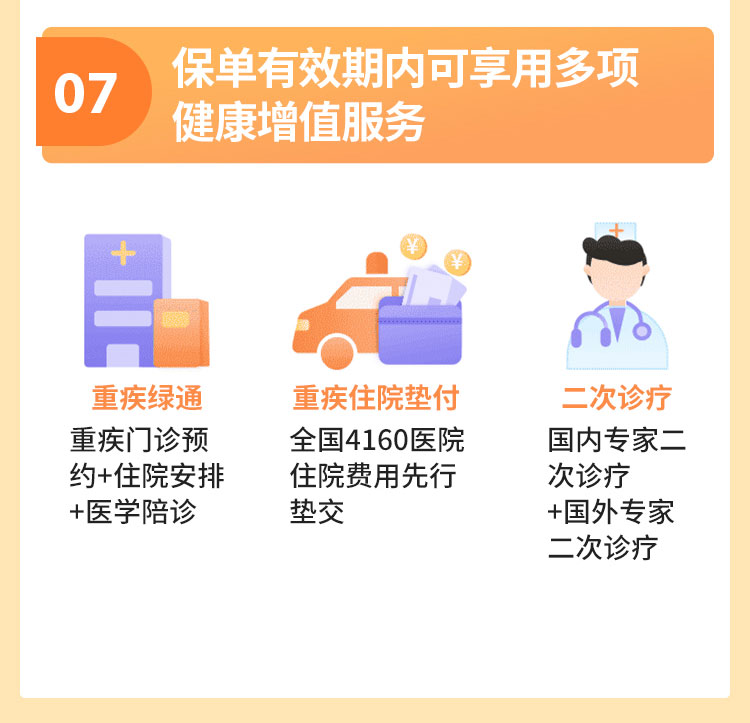 07
保单有效期内可享用多项
健康增值服务
¥
¥
重疾绿通
重疾门诊预
约+住院安排
+医学陪诊
重疾住院垫付
全国4160医院
住院费用先行
垫交
二次诊疗
国内专家二
次诊疗
+国外专家
二次诊疗